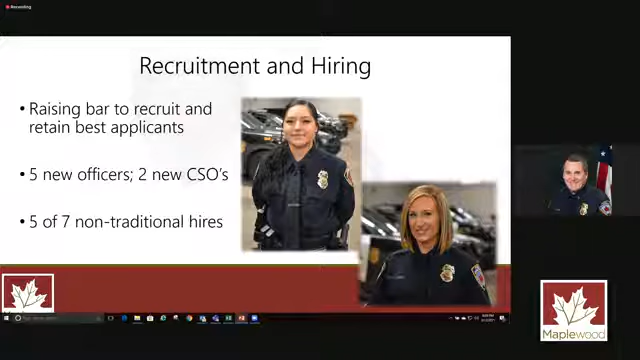 Recording
Recruitment and Hiring
• Raising bar to recruit and
retain best applicants
• 5 new officers; 2 new CSO's
• 5 of 7 non-traditional hires
Maplewood